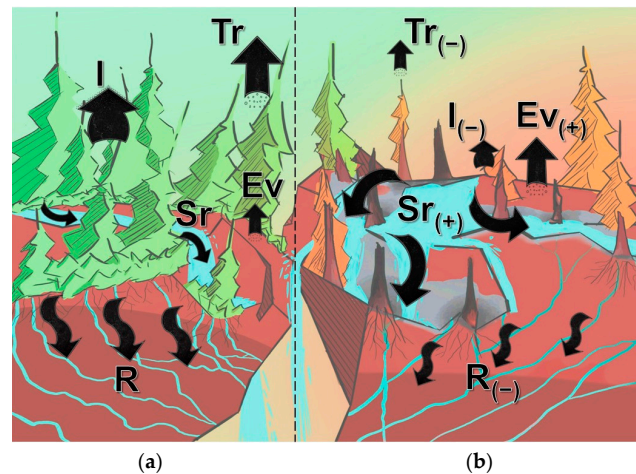 I
Tr
Sr
Ev
R
Tr(−)
I(−)
Ev(+)
Sr(+)
R(−)
(a)
(b)